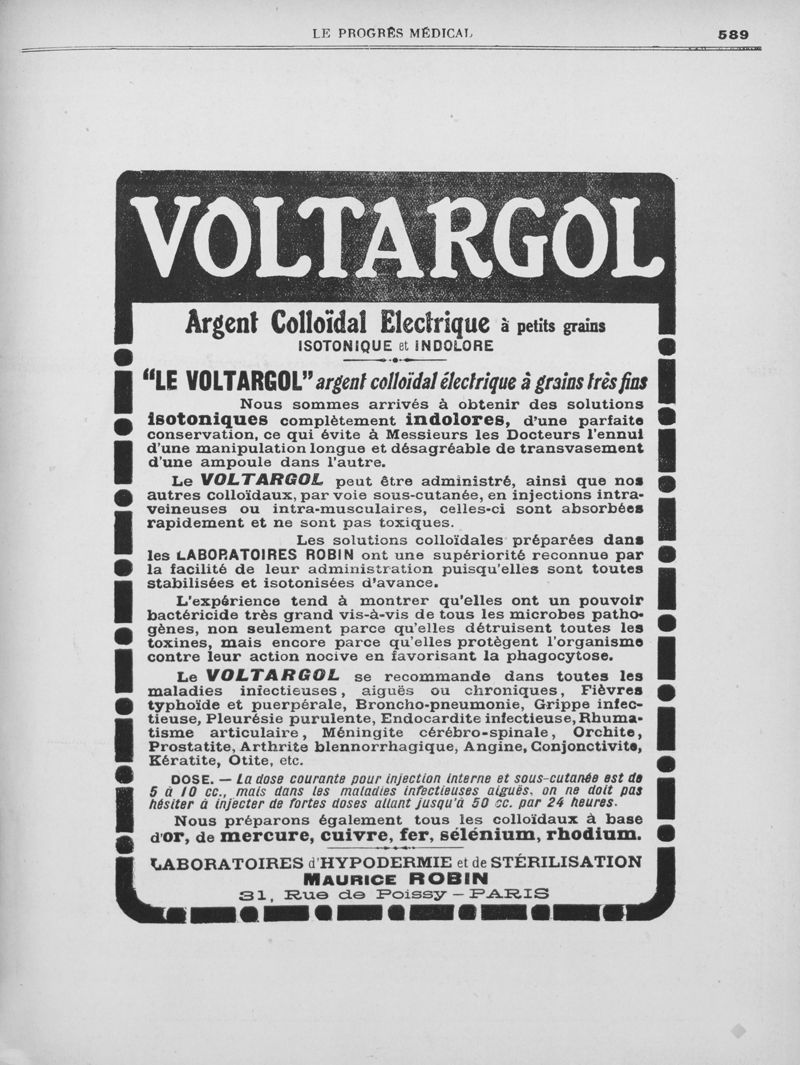 LE PROGRÈS MÉDICAL
589
VOLTARGOL
Argent Colloïdal Electrique à petits grains
ISOTONIQUE et INDOLORE
"LE VOLTARGOL" argent colloïdal électrique à grains très fins
Nous sommes arrivés à obtenir des solutions
isotoniques complètement indolores, d'une parfaite
conservation, ce qui évite à Messieurs les Docteurs l'ennui
d'une manipulation longue et désagréable de transvasement
d'une ampoule dans l'autre.
Le VOLTARGOL peut être administré, ainsi que nos
autres colloïdaux, par voie sous-cutanée, en injections intra-
veineuses ou intra-musculaires, celles-ci sont absorbées
rapidement et ne sont pas toxiques.
Les solutions colloïdales préparées dans
les LABORATOIRES ROBIN ont une supériorité reconnue par
la facilité de leur administration puisqu'elles sont toutes
stabilisées et isotonisées d'avance.
L'expérience tend à montrer qu'elles ont un pouvoir
bactéricide très grand vis-à-vis de tous les microbes patho-
gènes, non seulement parce qu'elles détruisent toutes les
toxines, mais encore parce qu'elles protègent l'organisme
contre leur action nocive en favorisant la phagocytose.
Le VOLTARGOL se recommande dans toutes les
maladies infectieuses, aiguës ou chroniques, Fièvres
typhoïde et puerpérale, Broncho-pneumonie, Grippe infec-
tieuse, Pleurésie purulente, Endocardite infectieuse, Rhuma-
tisme articulaire, Méningite cérébro-spinale, Orchite,
Prostatite, Arthrite blennorrhagique, Angine, Conjonctivite,
Kératite, Otite, etc.
DOSE. — La dose courante pour injection interne et sous-cutanée est de
5 à 10 cc., mais dans les maladies infectieuses aiguës, on ne doit pas
hésiter à injecter de fortes doses allant jusqu'à 50 cc. par 24 heures.
Nous préparons également tous les colloïdaux à base
d'or, de mercure, cuivre, fer, sélénium, rhodium.
LABORATOIRES d'HYPODERMIE et de STÉRILISATION
MAURICE ROBIN
31, Rue de Poissy — PARIS